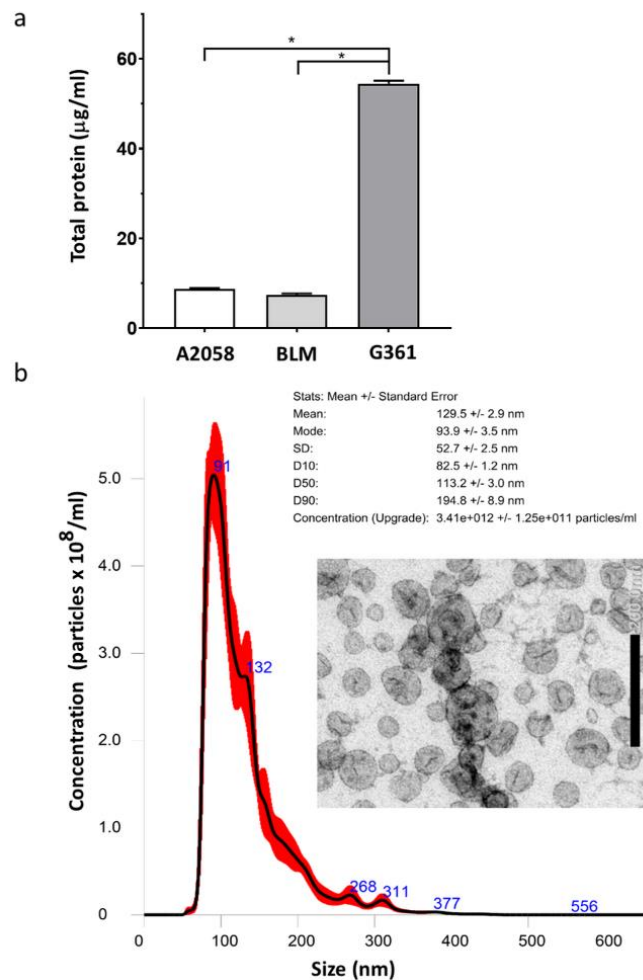 a
*
*
60
40
20
0
Total protein (μg/ml)
A2058 BLM G361
b
Stats: Mean +/- Standard Error
Mean: 129.5 +/- 2.9 nm
Mode: 93.9 +/- 3.5 nm
SD: 52.7 +/- 2.5 nm
D10: 82.5 +/- 1.2 nm
D50: 113.2 +/- 3.0 nm
D90: 194.8 +/- 8.9 nm
Concentration (Upgrade): 3.41e+012 +/- 1.25e+011 particles/ml
5.0
4.0
3.0
2.0
1.0
0
Concentration (particles x 10⁸/ml)
91
132
268
311
377
556
0 100 200 300 400 500 600
Size (nm)